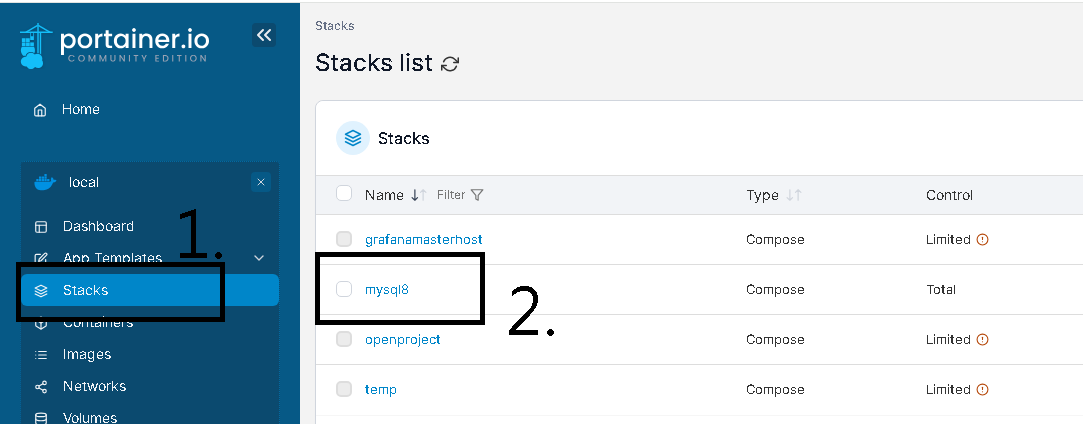 portainer.io
COMMUNITY EDITION
Home
local
Dashboard
App Templates
1.
Stacks
Containers
Images
Networks
Volumes
Stacks
Stacks list
Stacks
Name Filter Type Control
grafanamasterhost Compose Limited
mysql8 Compose Total
2.
openproject Compose Limited
temp Compose Limited